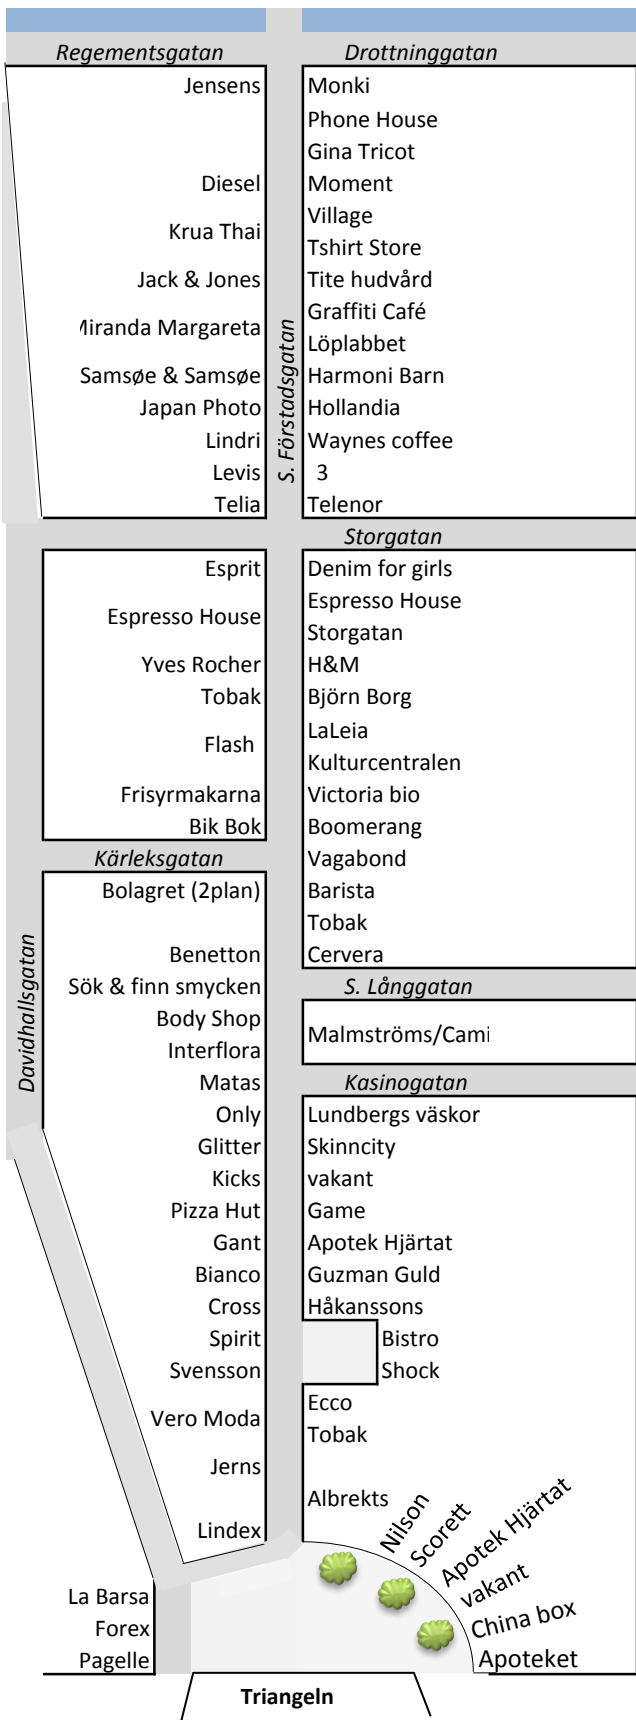 Regementsgatan
Drottninggatan
Jensens
Diesel
Krua Thai
Jack & Jones
Miranda Margareta
Samsøe & Samsøe
Japan Photo
Lindri
Levis
Telia
S. Förstadsgatan
Monki
Phone House
Gina Tricot
Moment
Village
Tshirt Store
Tite hudvård
Graffiti Café
Löplabbet
Harmoni Barn
Hollandia
Waynes coffee
3
Telenor
Storgatan
Esprit
Espresso House
Yves Rocher
Tobak
Flash
Frisyrmakarna
Bik Bok
Denim for girls
Espresso House
Storgatan
H&M
Björn Borg
LaLeia
Kulturcentralen
Victoria bio
Boomerang
Vagabond
Barista
Tobak
Cervera
Kärleksgatan
Davidhallsgatan
Bolagret (2plan)
Benetton
Sök & finn smycken
Body Shop
Interflora
Matas
Only
Glitter
Kicks
Pizza Hut
Gant
Bianco
Cross
Spirit
Svensson
Vero Moda
Jerns
Lindex
S. Långgatan
Malmströms/Cami
Kasinogatan
Lundbergs väskor
Skinncity
vakant
Game
Apotek Hjärtat
Guzman Guld
Håkanssons
Bistro
Shock
Ecco
Tobak
Albrekts
Nilson
Scorett
Apotek Hjärtat
vakant
China box
Apoteket
La Barsa
Forex
Pagelle
Triangeln